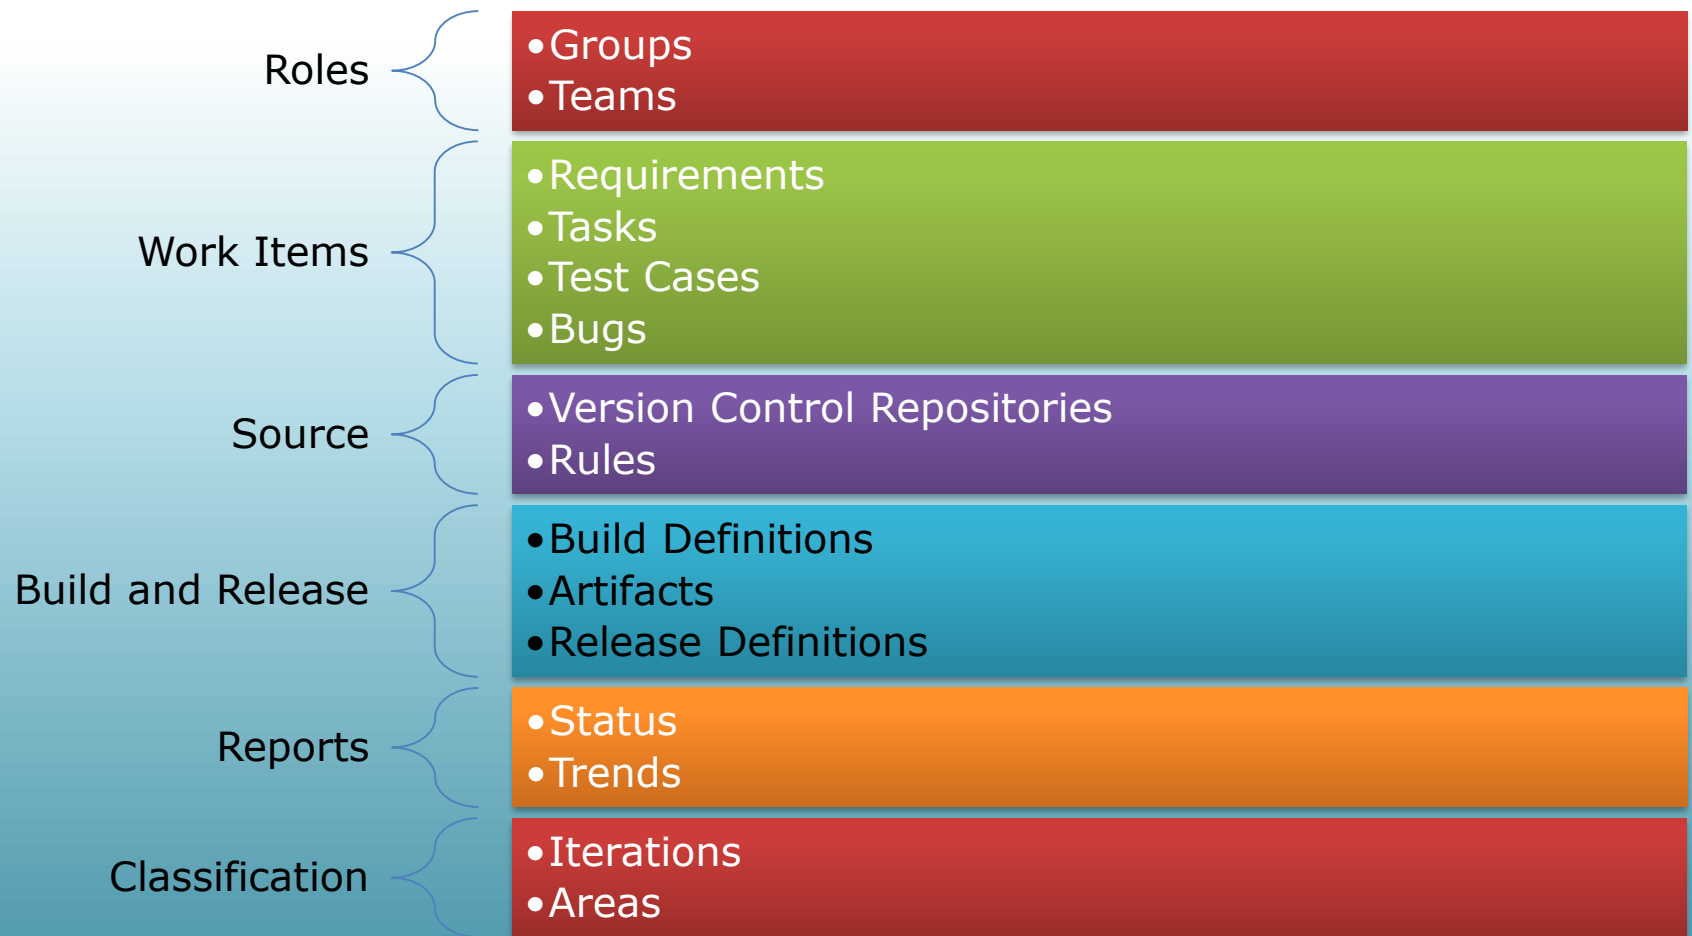 Roles
•Groups
•Teams
Work Items
•Requirements
•Tasks
•Test Cases
•Bugs
Source
•Version Control Repositories
•Rules
Build and Release
•Build Definitions
•Artifacts
•Release Definitions
Reports
•Status
•Trends
Classification
•Iterations
•Areas